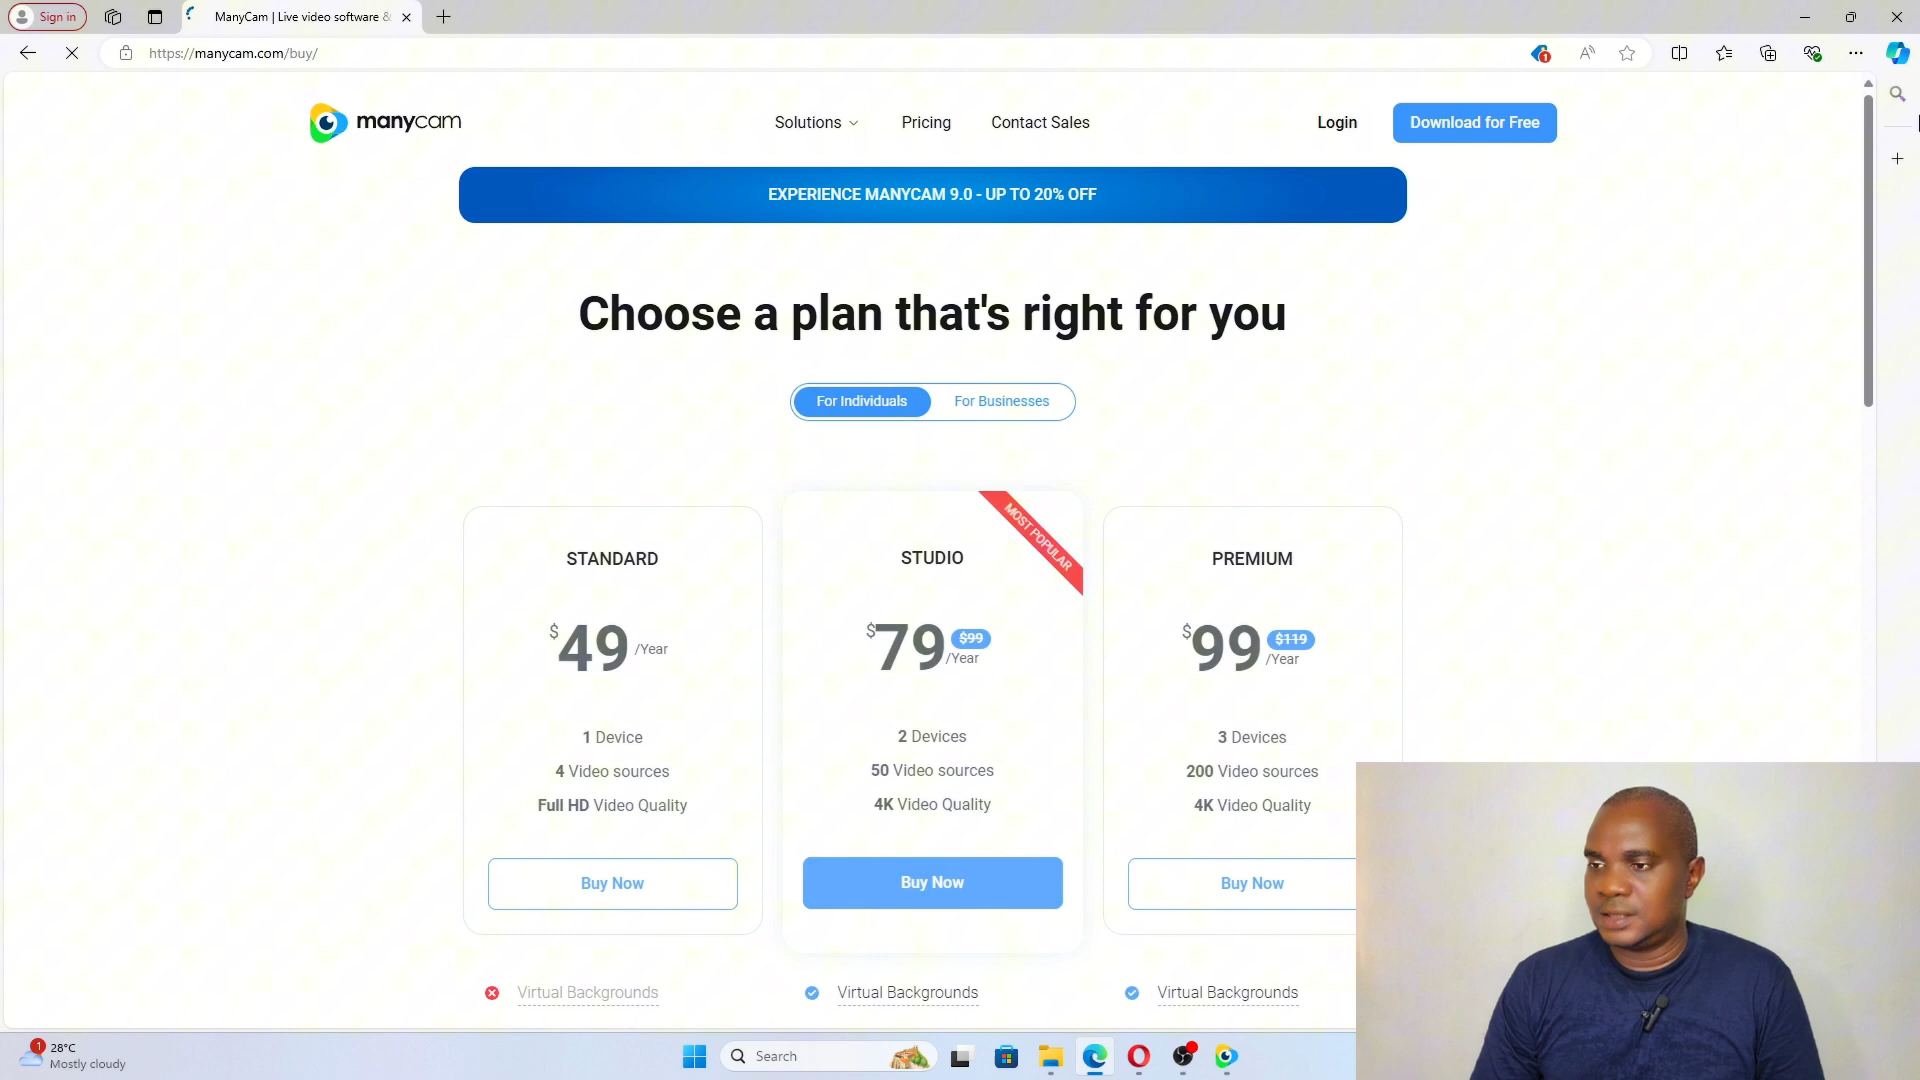 Sign in
ManyCam | Live video software &
https://manycam.com/buy/
1
manycam
Solutions
Pricing
Contact Sales
Login
Download for Free
EXPERIENCE MANYCAM 9.0 - UP TO 20% OFF
Choose a plan that's right for you
For Individuals
For Businesses
MOST POPULAR
STANDARD
$49 /Year
1 Device
4 Video sources
Full HD Video Quality
Buy Now
Virtual Backgrounds
STUDIO
$79 $99 /Year
2 Devices
50 Video sources
4K Video Quality
Buy Now
Virtual Backgrounds
PREMIUM
$99 $119 /Year
3 Devices
200 Video sources
4K Video Quality
Buy Now
Virtual Backgrounds
1
28°C
Mostly cloudy
Search